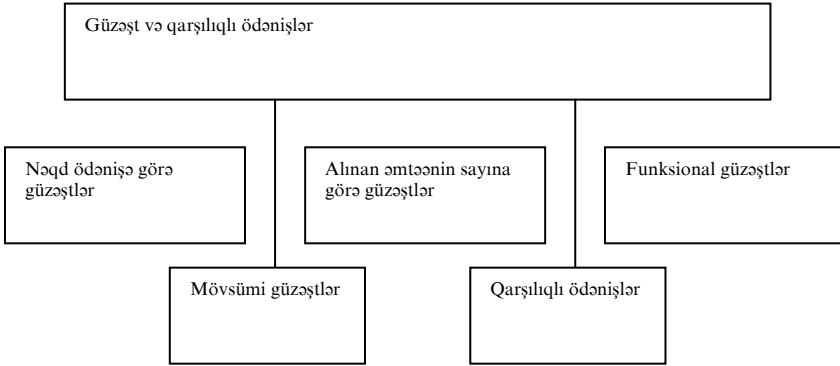 Güzəşt və qarşılıqlı ödənişlər
Nəqd ödənişə görə
güzəştlər
Alınan əmtəənin sayına
görə güzəştlər
Funksional güzəştlər
Mövsümi güzəştlər
Qarşılıqlı ödənişlər